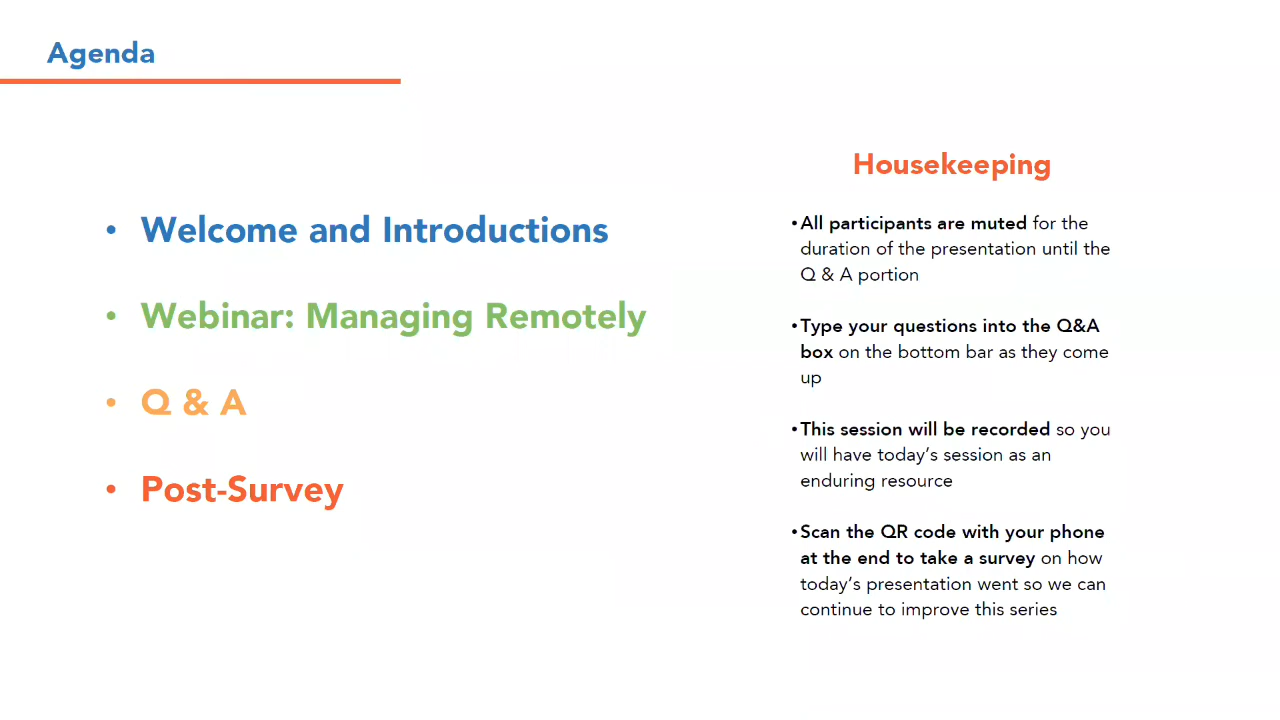 Agenda
• Welcome and Introductions
• Webinar: Managing Remotely
• Q & A
• Post-Survey
Housekeeping
•All participants are muted for the
duration of the presentation until the
Q & A portion
•Type your questions into the Q&A
box on the bottom bar as they come
up
•This session will be recorded so you
will have today’s session as an
enduring resource
•Scan the QR code with your phone
at the end to take a survey on how
today’s presentation went so we can
continue to improve this series